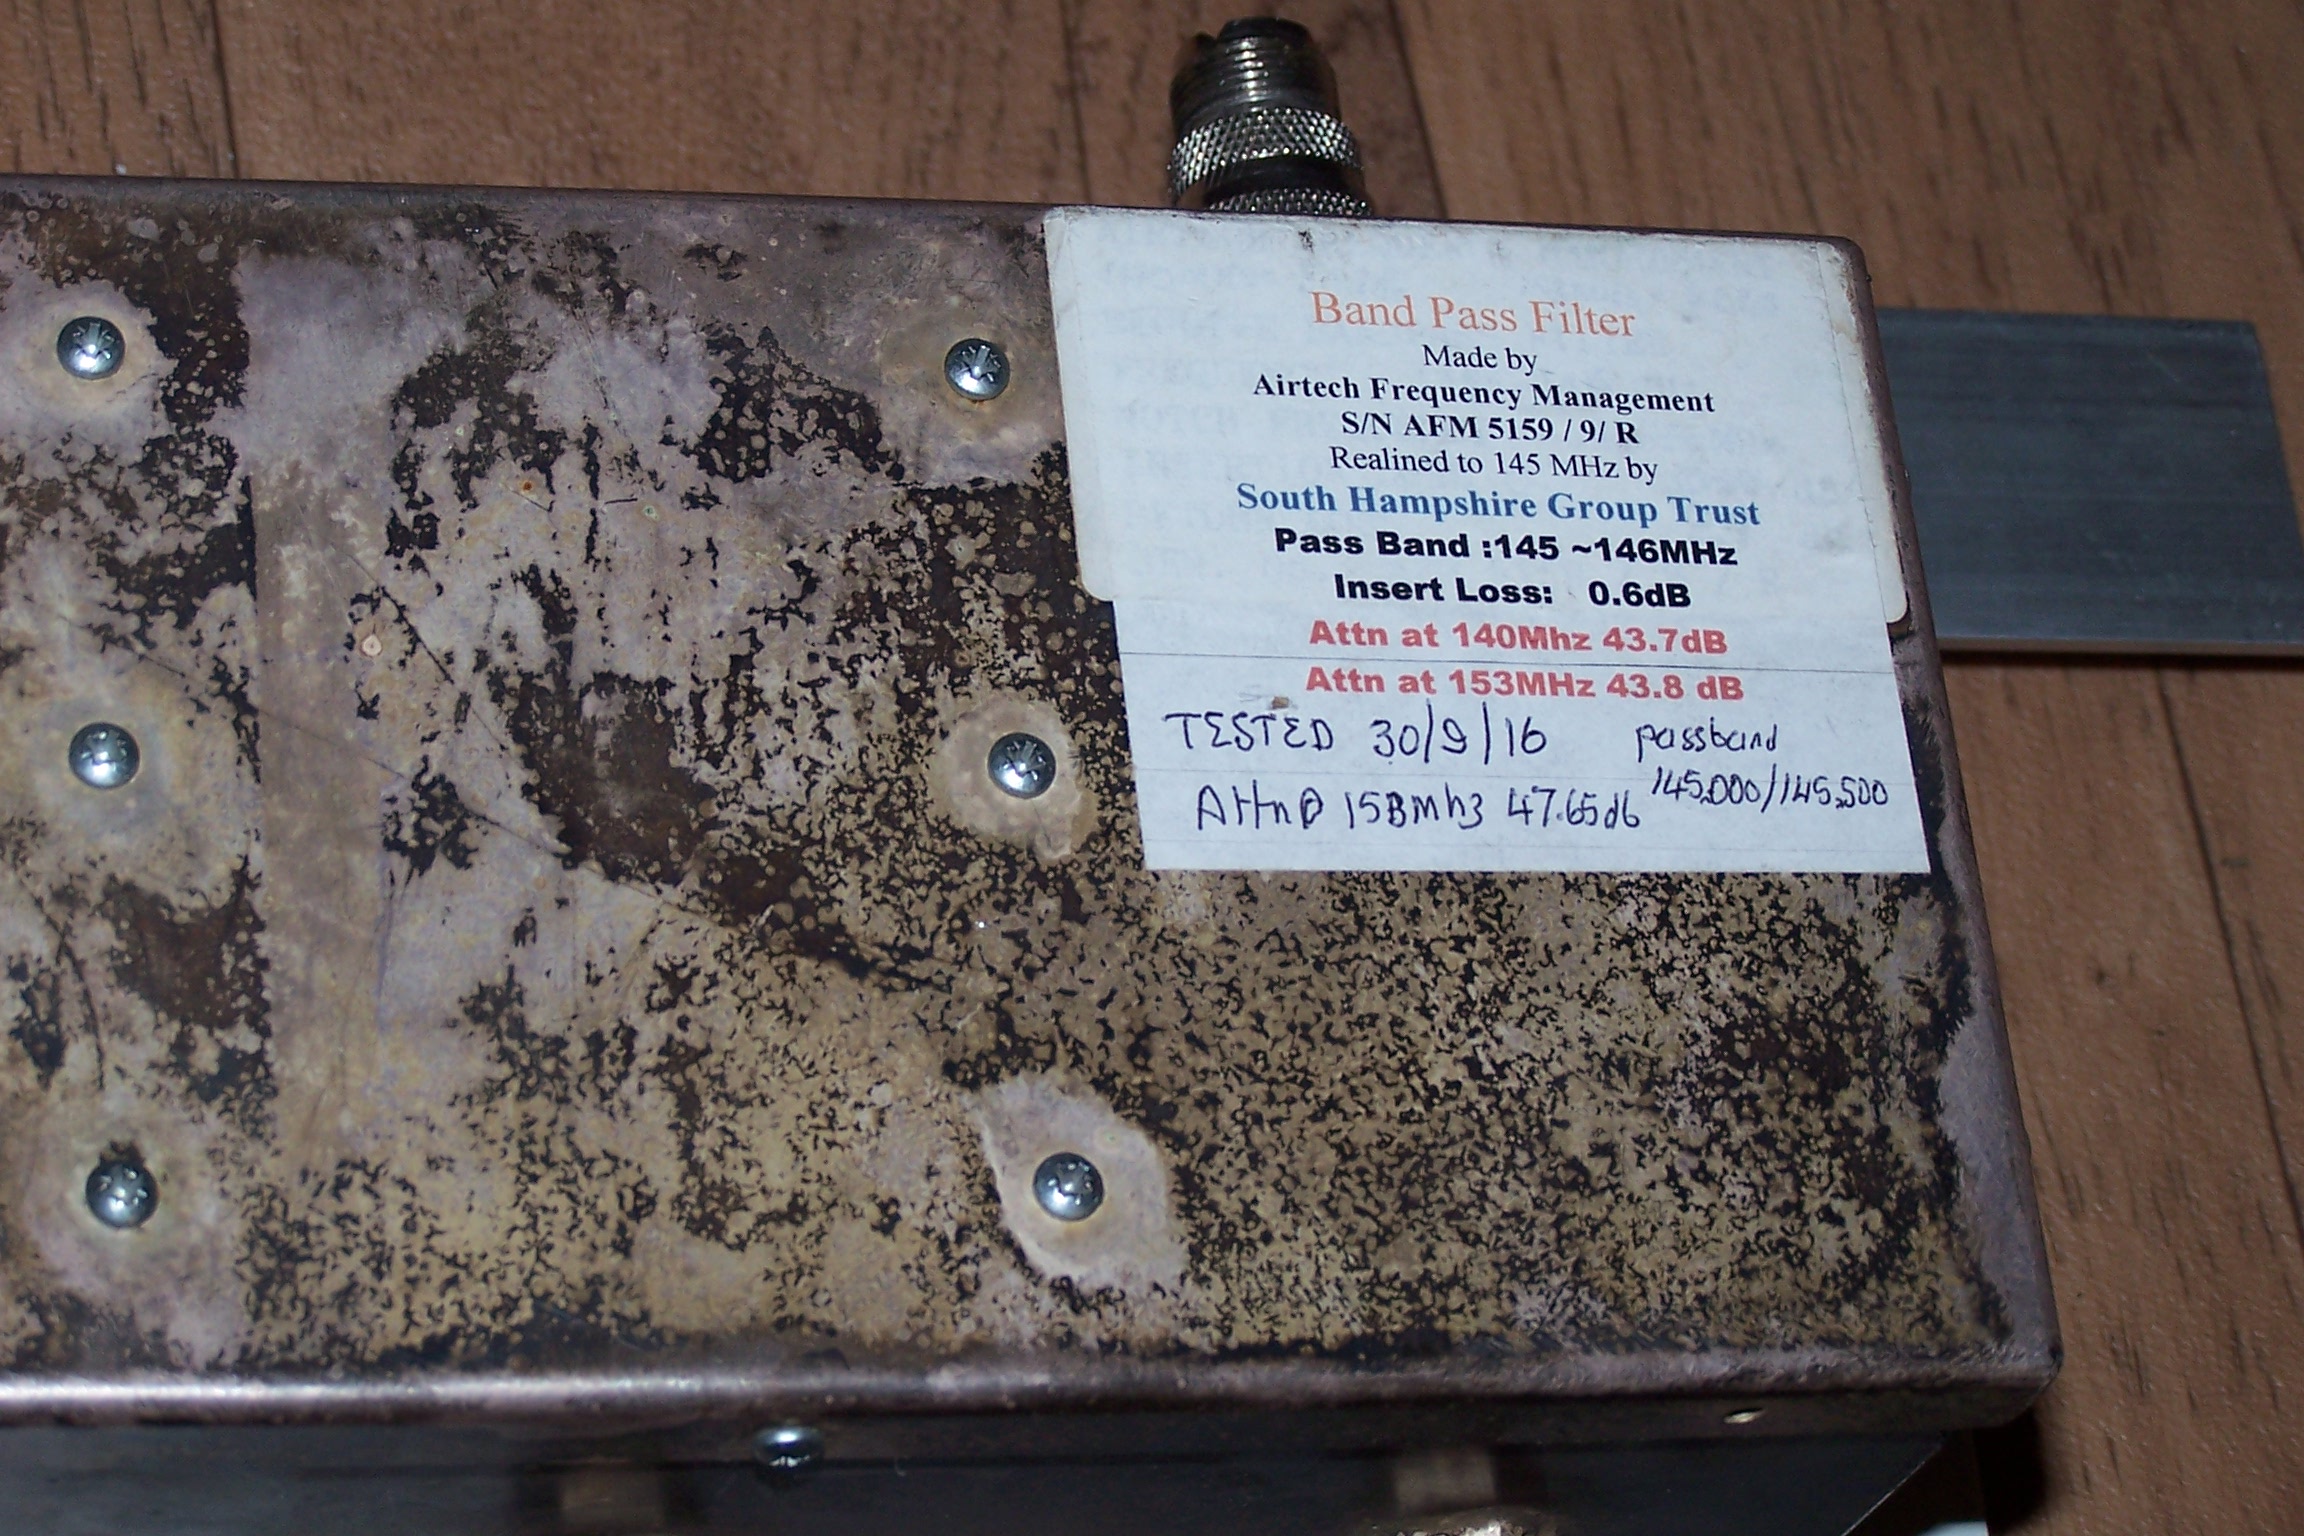 Band Pass Filter
Made by
Airtech Frequency Management
S/N AFM 5159 / 9/ R
Realined to 145 MHz by
South Hampshire Group Trust
Pass Band :145 ~146MHz
Insert Loss: 0.6dB
Attn at 140Mhz 43.7dB
Attn at 153MHz 43.8 dB
TESTED 30/9/16 passband
145.000/145.500
Attn @ 153Mhz 47.65db